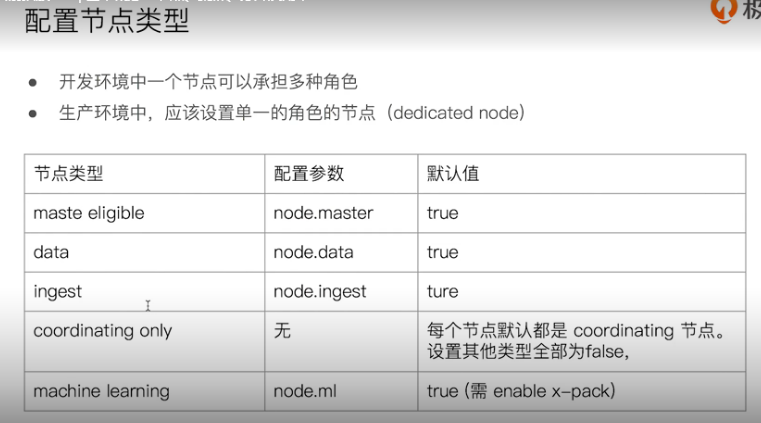 配置节点类型
● 开发环境中一个节点可以承担多种角色
● 生产环境中，应该设置单一的角色的节点（dedicated node）
节点类型 配置参数 默认值
maste eligible node.master true
data node.data true
ingest node.ingest ture
coordinating only 无 每个节点默认都是 coordinating 节点。
设置其他类型全部为false，
machine learning node.ml true (需 enable x-pack)